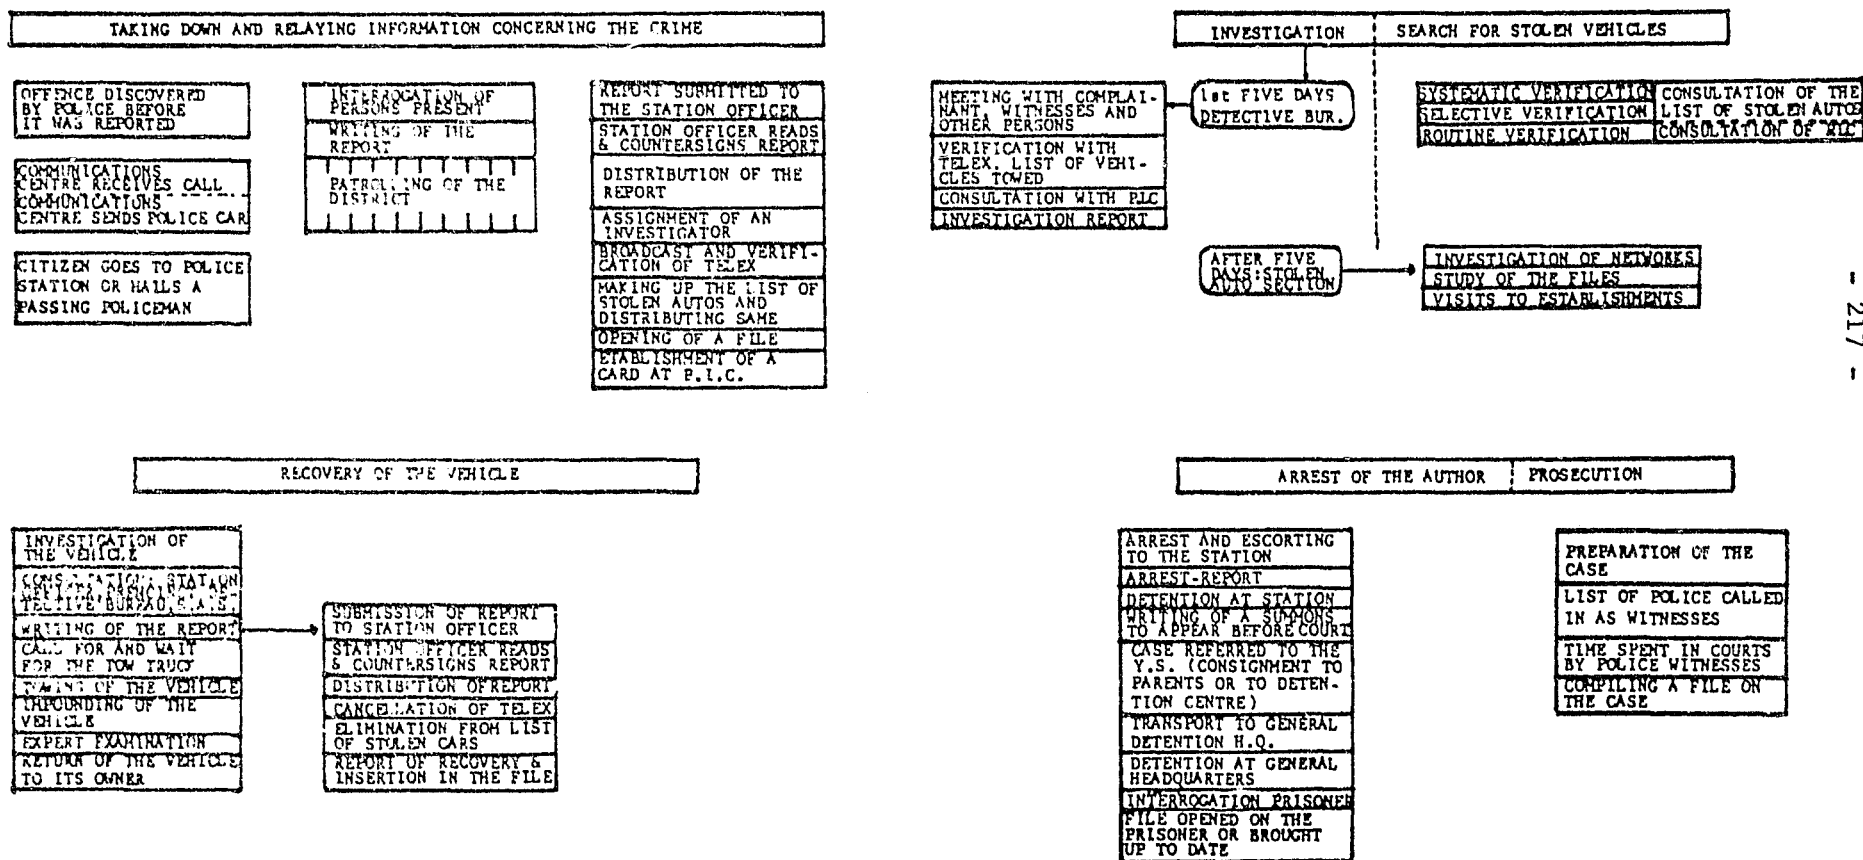 TAKING DOWN AND RELAYING INFORMATION CONCERNING THE CRIME
OFFENCE DISCOVERED
BY POLICE BEFORE
IT WAS REPORTED
COMMUNICATIONS
CENTRE RECEIVES CALL
COMMUNICATIONS
CENTRE SENDS POLICE CAR
CITIZEN GOES TO POLICE
STATION OR HAILS A
PASSING POLICEMAN
INTERROGATION OF
PERSONS PRESENT
WRITING OF THE
REPORT
PATROLLING OF THE
DISTRICT
REPORT SUBMITTED TO
THE STATION OFFICER
STATION OFFICER READS
& COUNTERSIGNS REPORT
DISTRIBUTION OF THE
REPORT
ASSIGNMENT OF AN
INVESTIGATOR
BROADCAST AND VERIFI-
CATION OF TELEX
MAKING UP THE LIST OF
STOLEN AUTOS AND
DISTRIBUTING SAME
OPENING OF A FILE
ETABLISHMENT OF A
CARD AT P.I.C.
INVESTIGATION
SEARCH FOR STOLEN VEHICLES
MEETING WITH COMPLAI-
NANT, WITNESSES AND
OTHER PERSONS
VERIFICATION WITH
TELEX, LIST OF VEHI-
CLES TOWED
CONSULTATION WITH PIC
INVESTIGATION REPORT
1st FIVE DAYS
DETECTIVE BUR.
SYSTEMATIC VERIFICATION
SELECTIVE VERIFICATION
ROUTINE VERIFICATION
CONSULTATION OF THE
LIST OF STOLEN AUTOS
CONSULTATION OF
AFTER FIVE
DAYS:STOLEN
AUTO SECTION
INVESTIGATION OF NETWORKS
STUDY OF THE FILES
VISITS TO ESTABLISHMENTS
- 217 -
RECOVERY OF THE VEHICLE
INVESTIGATION OF
THE VEHICLE
STATION
OFFICER
BUREAU
WRITING OF THE REPORT
CALL FOR AND WAIT
FOR THE TOW TRUCK
TOWING OF THE VEHICLE
IMPOUNDING OF THE
VEHICLE
EXPERT EXAMINATION
RETURN OF THE VEHICLE
TO ITS OWNER
SUBMISSION OF REPORT
TO STATION OFFICER
STATION OFFICER READS
& COUNTERSIGNS REPORT
DISTRIBUTION OF REPORT
CANCELLATION OF TELEX
ELIMINATION FROM LIST
OF STOLEN CARS
REPORT OF RECOVERY &
INSERTION IN THE FILE
ARREST OF THE AUTHOR
PROSECUTION
ARREST AND ESCORTING
TO THE STATION
ARREST-REPORT
DETENTION AT STATION
WRITING OF A SUMMONS
TO APPEAR BEFORE COURT
CASE REFERRED TO THE
Y.S. (CONSIGNMENT TO
PARENTS OR TO DETEN-
TION CENTRE)
TRANSPORT TO GENERAL
DETENTION H.Q.
DETENTION AT GENERAL
HEADQUARTERS
INTERROGATION PRISONER
FILE OPENED ON THE
PRISONER OR BROUGHT
UP TO DATE
PREPARATION OF THE
CASE
LIST OF POLICE CALLED
IN AS WITNESSES
TIME SPENT IN COURTS
BY POLICE WITNESSES
COMPILING A FILE ON
THE CASE